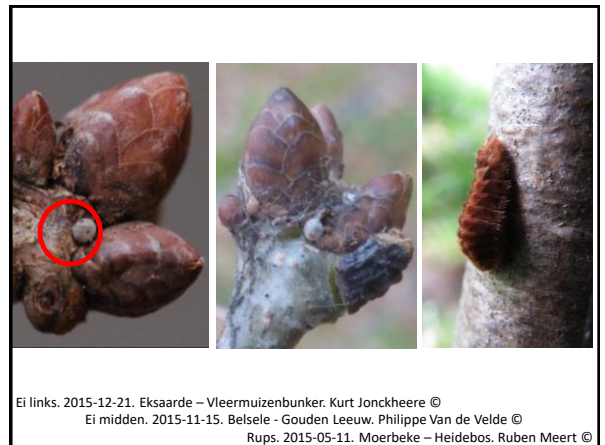 Ei links. 2015-12-21. Eksaarde – Vleermuizenbunker. Kurt Jonckheere ©
Ei midden. 2015-11-15. Belsele - Gouden Leeuw. Philippe Van de Velde ©
Rups. 2015-05-11. Moerbeke – Heidebos. Ruben Meert ©